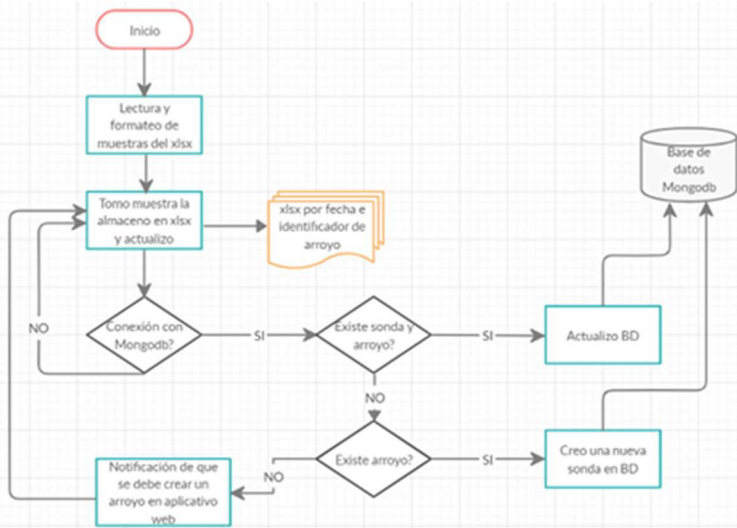 Inicio
Lectura y
formateo de
muestras del xlsx
Base de
datos
Mongodb
Tomo muestra la
almaceno en xlsx
y actualizo
xlsx por fecha e
identificador de
arroyo
NO
Conexión con
Mongodb?
SI
Existe sonda y
arroyo?
SI
Actualizo BD
NO
Existe arroyo?
SI
Creo una nueva
sonda en BD
NO
Notificación de que
se debe crear un
arroyo en aplicativo
web